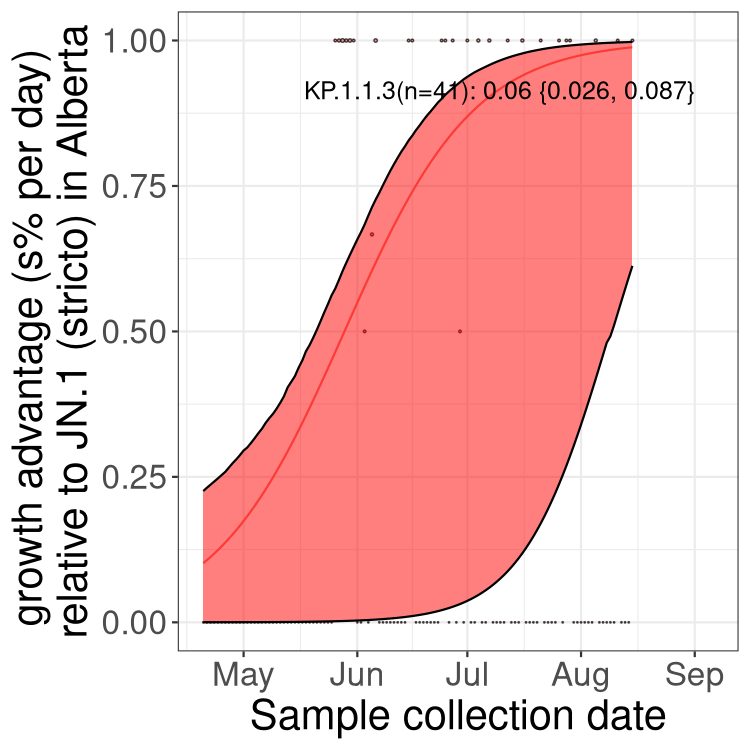 growth advantage (s% per day)
relative to JN.1 (stricto) in Alberta
1.00
0.75
0.50
0.25
0.00
KP.1.1.3(n=41): 0.06 {0.026, 0.087}
May Jun Jul Aug Sep
Sample collection date